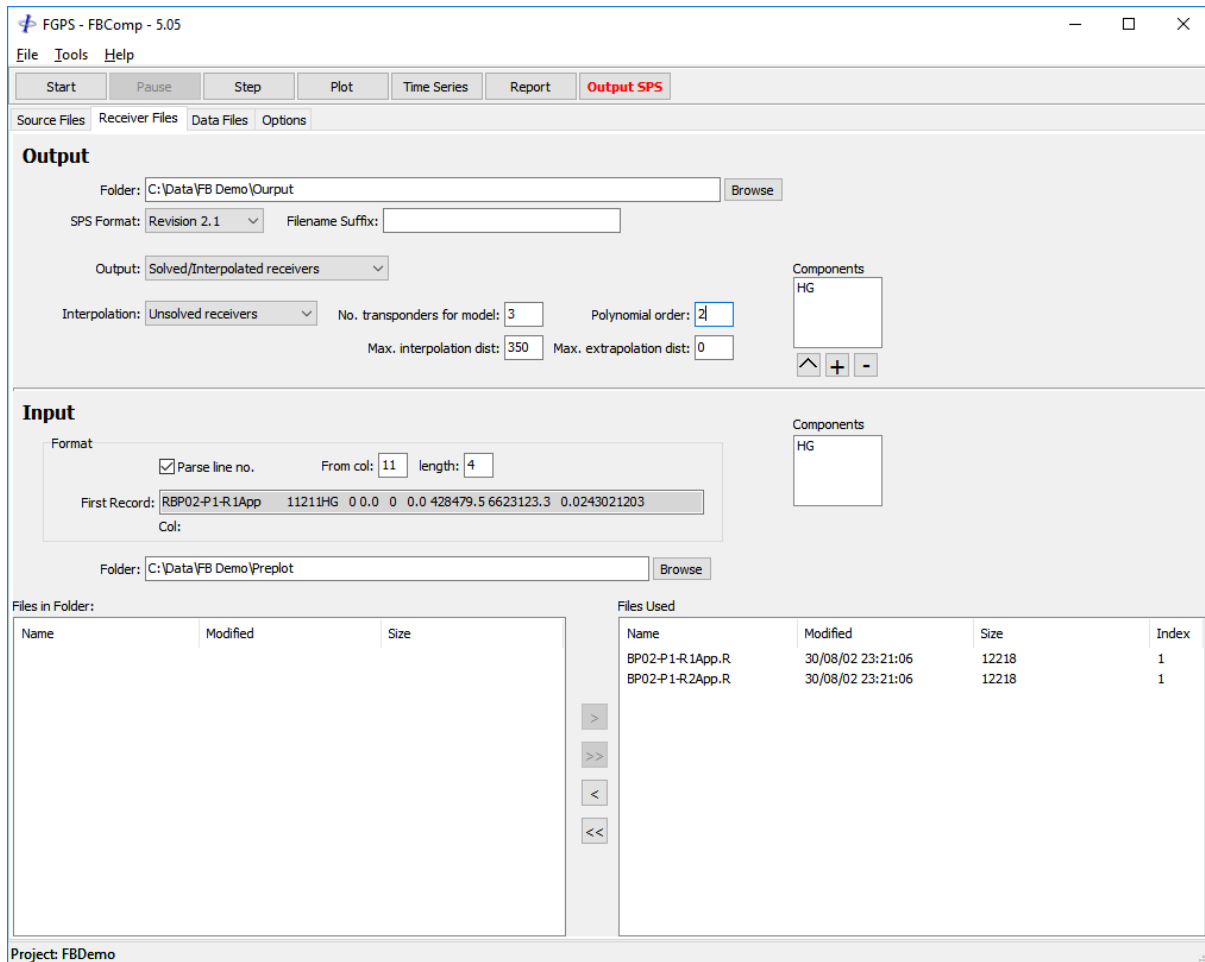 FGPS - FBComp - 5.05
File Tools Help
Start Pause Step Plot Time Series Report Output SPS
Source Files Receiver Files Data Files Options
Output
Folder: C:\Data\FB Demo\Ourput Browse
SPS Format: Revision 2.1 Filename Suffix:
Output: Solved/Interpolated receivers Components
HG
Interpolation: Unsolved receivers No. transponders for model: 3 Polynomial order: 2
Max. interpolation dist: 350 Max. extrapolation dist: 0
^ + -
Input
Components
Format HG
Parse line no. From col: 11 length: 4
First Record: RBP02-P1-R1App 11211HG 0 0.0 0 0.0 428479.5 6623123.3 0.0243021203
Col:
Folder: C:\Data\FB Demo\Preplot Browse
Files in Folder: Files Used
Name Modified Size Name Modified Size Index
BP02-P1-R1App.R 30/08/02 23:21:06 12218 1
BP02-P1-R2App.R 30/08/02 23:21:06 12218 1
>
>>
<
<<
Project: FBDemo